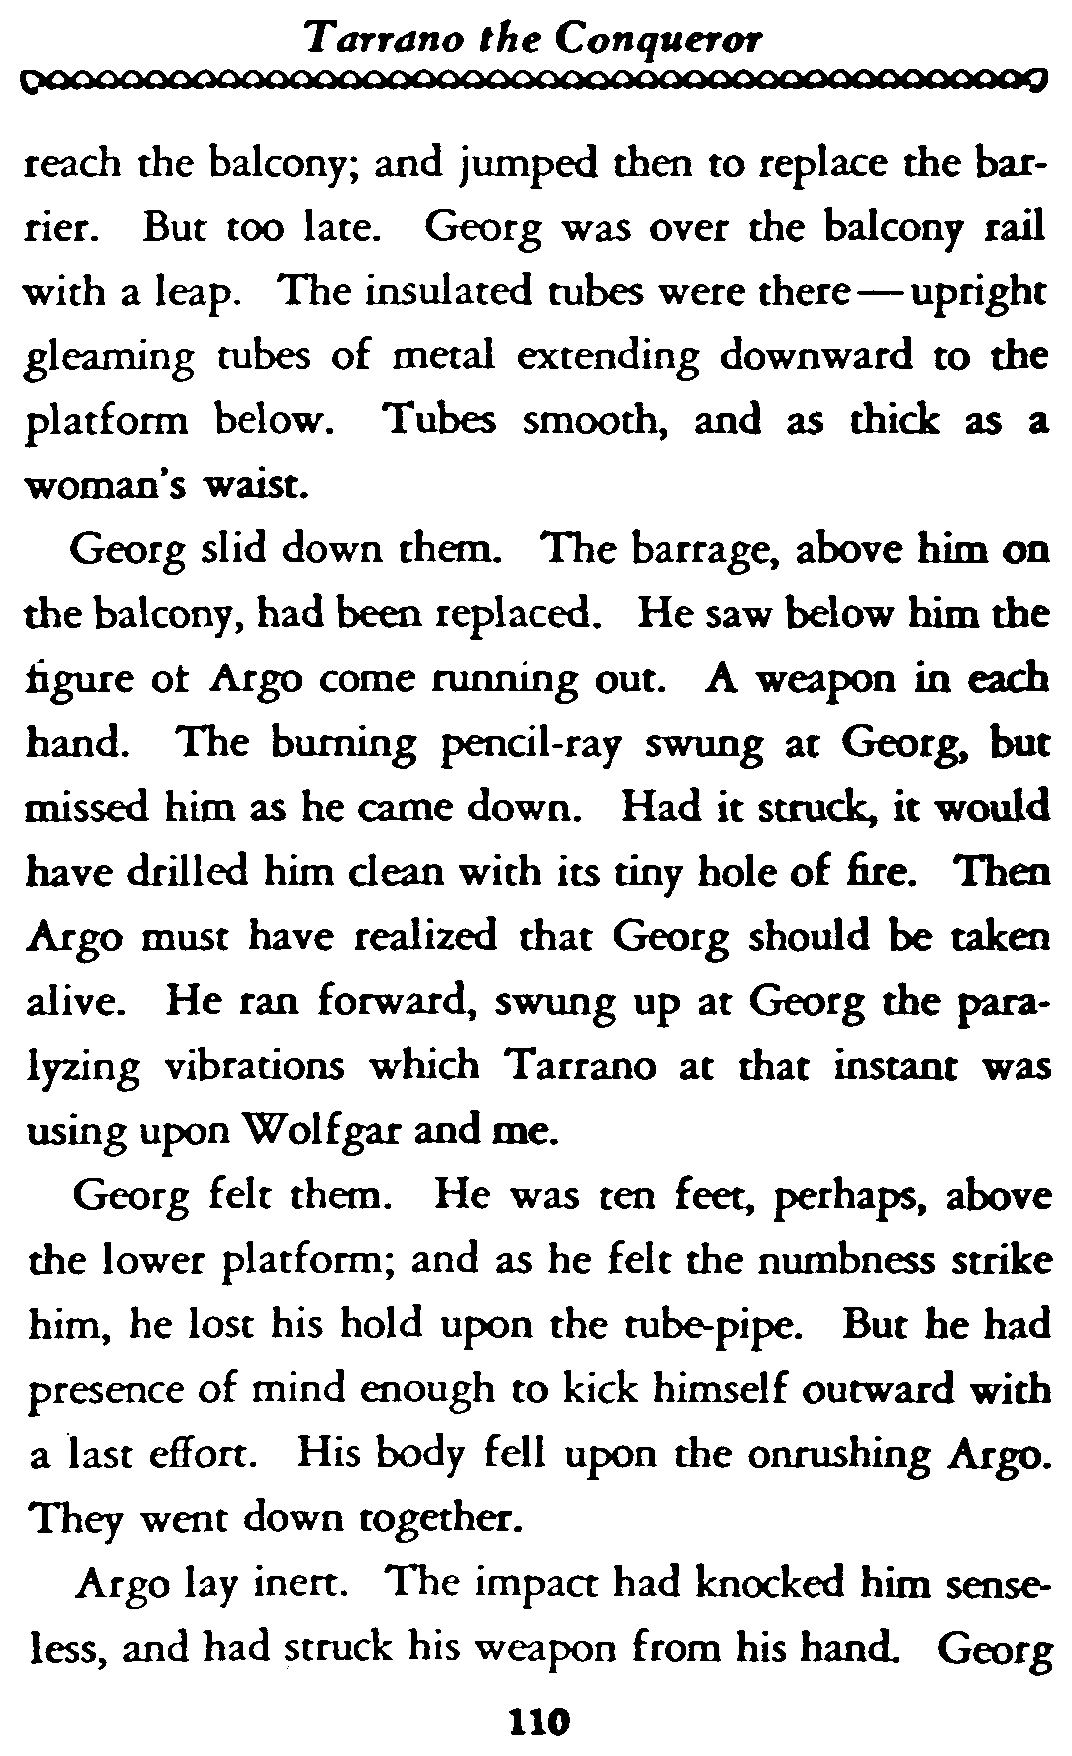 Tarrano the Conqueror
reach the balcony; and jumped then to replace the bar-
rier. But too late. Georg was over the balcony rail
with a leap. The insulated tubes were there—upright
gleaming tubes of metal extending downward to the
platform below. Tubes smooth, and as thick as a
woman's waist.
Georg slid down them. The barrage, above him on
the balcony, had been replaced. He saw below him the
figure of Argo come running out. A weapon in each
hand. The burning pencil-ray swung at Georg, but
missed him as he came down. Had it struck, it would
have drilled him clean with its tiny hole of fire. Then
Argo must have realized that Georg should be taken
alive. He ran forward, swung up at Georg the para-
lyzing vibrations which Tarrano at that instant was
using upon Wolfgar and me.
Georg felt them. He was ten feet, perhaps, above
the lower platform; and as he felt the numbness strike
him, he lost his hold upon the tube-pipe. But he had
presence of mind enough to kick himself outward with
a last effort. His body fell upon the onrushing Argo.
They went down together.
Argo lay inert. The impact had knocked him sense-
less, and had struck his weapon from his hand. Georg
110